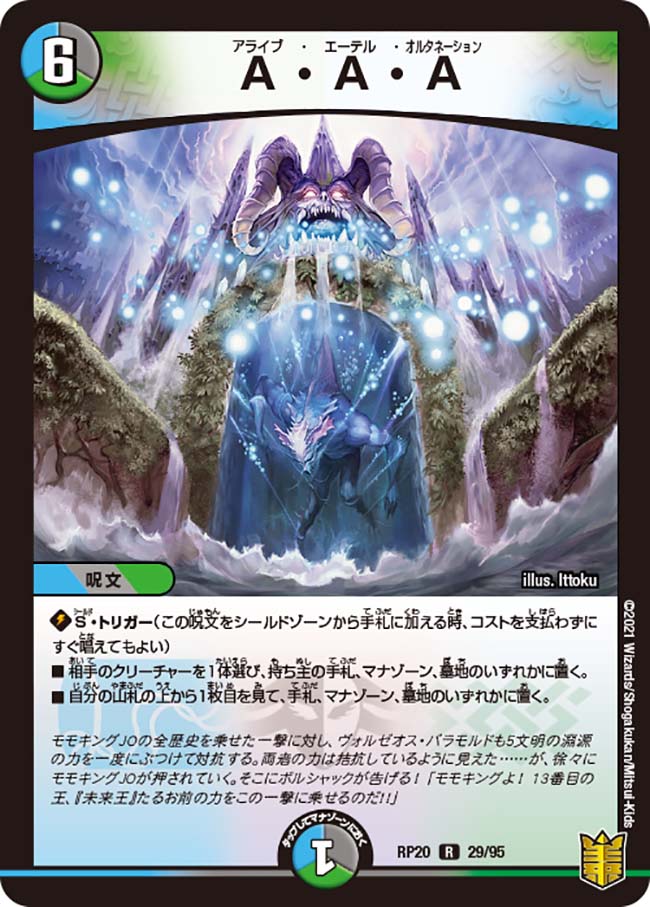 6
アライブ ・ エーテル ・オルタネーション
A・A・A
呪文
illus. Ittoku
S・トリガー(この呪文をシールドゾーンから手札に加える時、コストを支払わずに
すぐ唱えてもよい)
■ 相手のクリーチャーを1体選び、持ち主の手札、マナゾーン、墓地のいずれかに置く。
■ 自分の山札の上から1枚目を見て、手札、マナゾーン、墓地のいずれかに置く。
モモキングJOの全歴史を乗せた一撃に対し、ヴォルゼオス・バラモルドも5文明の淵源
の力を一度にぶつけて対抗する。両者の力は拮抗しているように見えた……が、徐々に
モモキングJOが押されていく。そこにボルシャックが告げる!「モモキングよ! 13番目の
王、『未来王』たるお前の力をこの一撃に乗せるのだ!!」
©2021 Wizards/Shogakukan/Mitsui-Kids
タップしてマナゾーンにおく
1
RP20 R 29/95